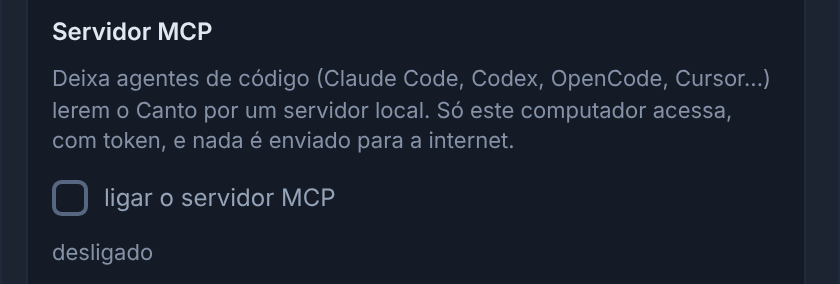 Servidor MCP
Deixa agentes de código (Claude Code, Codex, OpenCode, Cursor...)
lerem o Canto por um servidor local. Só este computador acessa,
com token, e nada é enviado para a internet.
ligar o servidor MCP
desligado